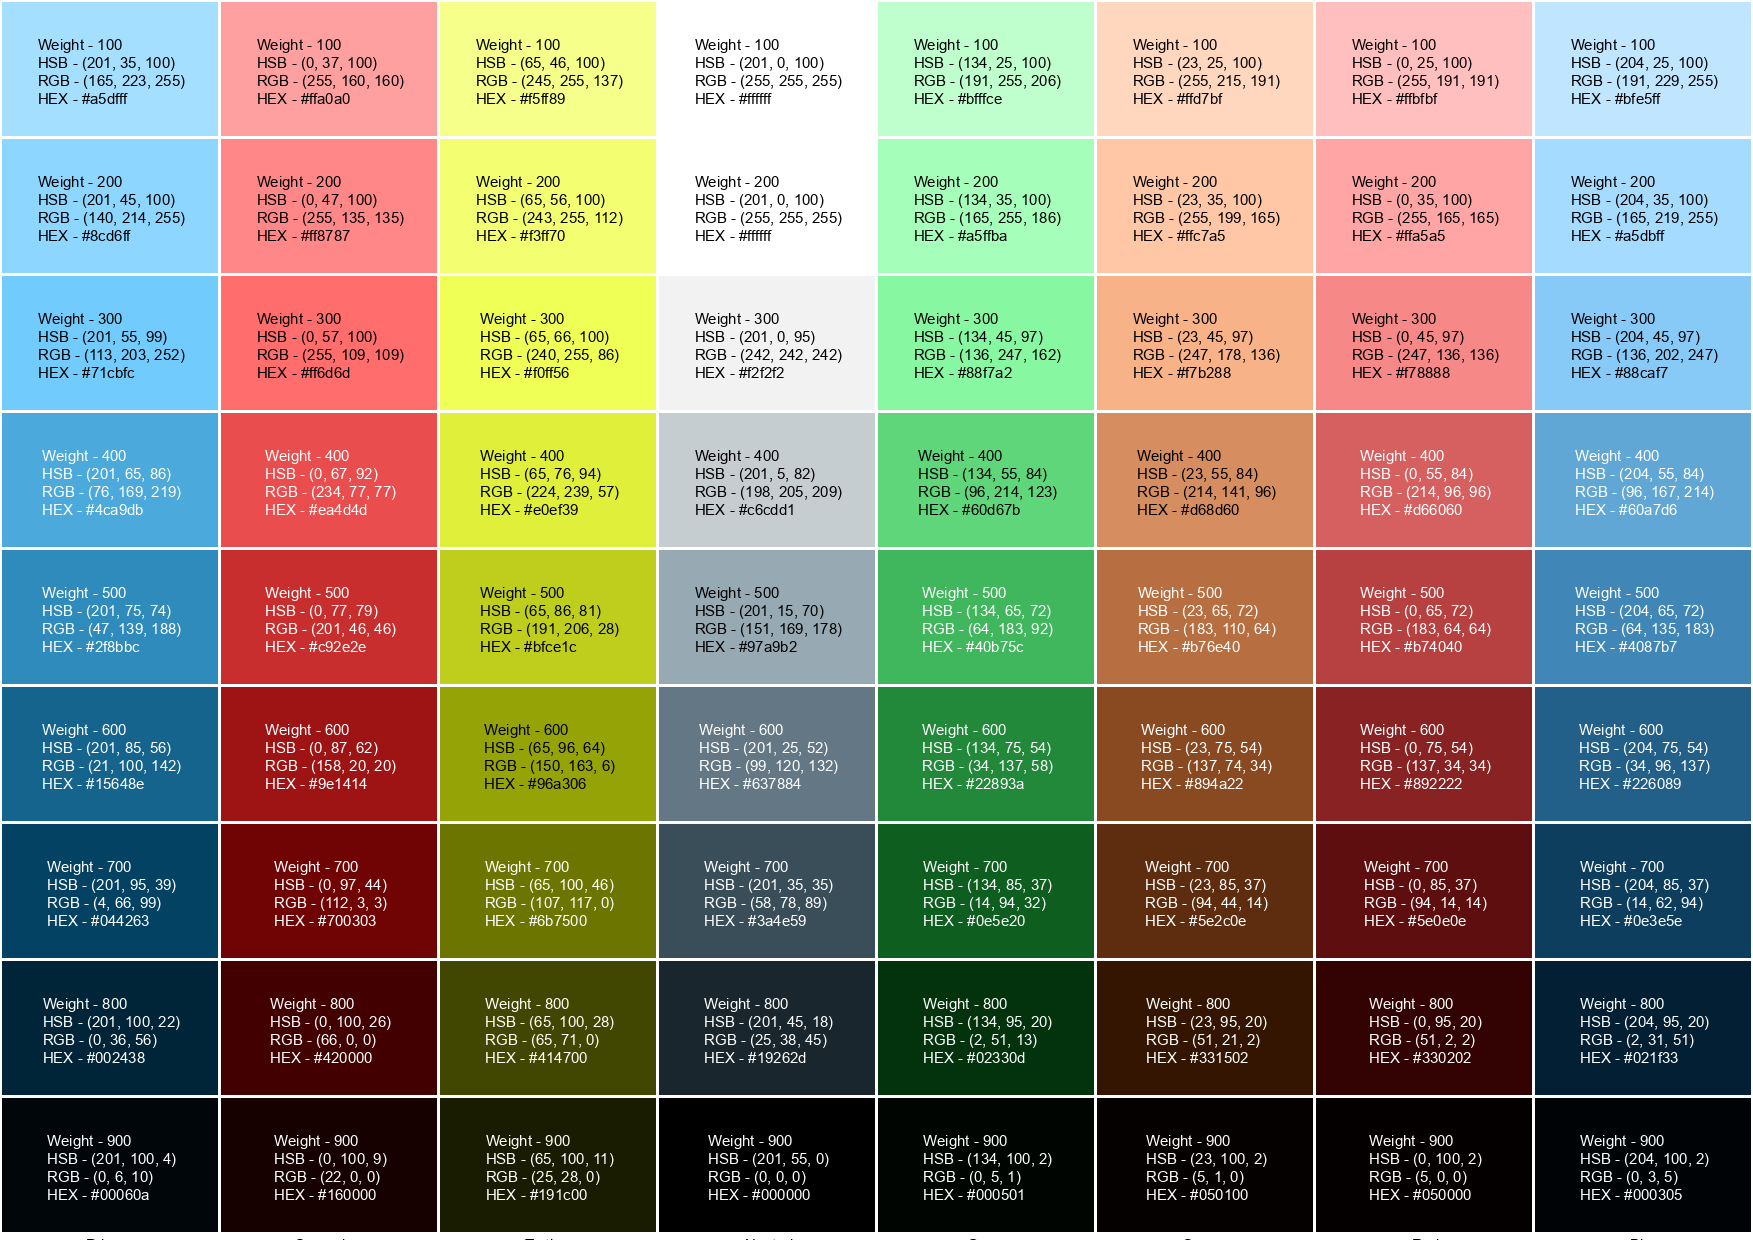 Weight - 100
HSB - (201, 35, 100)
RGB - (165, 223, 255)
HEX - #a5dfff
Weight - 100
HSB - (0, 37, 100)
RGB - (255, 160, 160)
HEX - #ffa0a0
Weight - 100
HSB - (65, 46, 100)
RGB - (245, 255, 137)
HEX - #f5ff89
Weight - 100
HSB - (201, 0, 100)
RGB - (255, 255, 255)
HEX - #ffffff
Weight - 100
HSB - (134, 25, 100)
RGB - (191, 255, 206)
HEX - #bfffce
Weight - 100
HSB - (23, 25, 100)
RGB - (255, 215, 191)
HEX - #ffd7bf
Weight - 100
HSB - (0, 25, 100)
RGB - (255, 191, 191)
HEX - #ffbfbf
Weight - 100
HSB - (204, 25, 100)
RGB - (191, 229, 255)
HEX - #bfe5ff
Weight - 200
HSB - (201, 45, 100)
RGB - (140, 214, 255)
HEX - #8cd6ff
Weight - 200
HSB - (0, 47, 100)
RGB - (255, 135, 135)
HEX - #ff8787
Weight - 200
HSB - (65, 56, 100)
RGB - (243, 255, 112)
HEX - #f3ff70
Weight - 200
HSB - (201, 0, 100)
RGB - (255, 255, 255)
HEX - #ffffff
Weight - 200
HSB - (134, 35, 100)
RGB - (165, 255, 186)
HEX - #a5ffba
Weight - 200
HSB - (23, 35, 100)
RGB - (255, 199, 165)
HEX - #ffc7a5
Weight - 200
HSB - (0, 35, 100)
RGB - (255, 165, 165)
HEX - #ffa5a5
Weight - 200
HSB - (204, 35, 100)
RGB - (165, 219, 255)
HEX - #a5dbff
Weight - 300
HSB - (201, 55, 99)
RGB - (113, 203, 252)
HEX - #71cbfc
Weight - 300
HSB - (0, 57, 100)
RGB - (255, 109, 109)
HEX - #ff6d6d
Weight - 300
HSB - (65, 66, 100)
RGB - (240, 255, 86)
HEX - #f0ff56
Weight - 300
HSB - (201, 0, 95)
RGB - (242, 242, 242)
HEX - #f2f2f2
Weight - 300
HSB - (134, 45, 97)
RGB - (136, 247, 162)
HEX - #88f7a2
Weight - 300
HSB - (23, 45, 97)
RGB - (247, 178, 136)
HEX - #f7b288
Weight - 300
HSB - (0, 45, 97)
RGB - (247, 136, 136)
HEX - #f78888
Weight - 300
HSB - (204, 45, 97)
RGB - (136, 202, 247)
HEX - #88caf7
Weight - 400
HSB - (201, 65, 86)
RGB - (76, 169, 219)
HEX - #4ca9db
Weight - 400
HSB - (0, 67, 92)
RGB - (234, 77, 77)
HEX - #ea4d4d
Weight - 400
HSB - (65, 76, 94)
RGB - (224, 239, 57)
HEX - #e0ef39
Weight - 400
HSB - (201, 5, 82)
RGB - (198, 205, 209)
HEX - #c6cdd1
Weight - 400
HSB - (134, 55, 84)
RGB - (96, 214, 123)
HEX - #60d67b
Weight - 400
HSB - (23, 55, 84)
RGB - (214, 141, 96)
HEX - #d68d60
Weight - 400
HSB - (0, 55, 84)
RGB - (214, 96, 96)
HEX - #d66060
Weight - 400
HSB - (204, 55, 84)
RGB - (96, 167, 214)
HEX - #60a7d6
Weight - 500
HSB - (201, 75, 74)
RGB - (47, 139, 188)
HEX - #2f8bbc
Weight - 500
HSB - (0, 77, 79)
RGB - (201, 46, 46)
HEX - #c92e2e
Weight - 500
HSB - (65, 86, 81)
RGB - (191, 206, 28)
HEX - #bfce1c
Weight - 500
HSB - (201, 15, 70)
RGB - (151, 169, 178)
HEX - #97a9b2
Weight - 500
HSB - (134, 65, 72)
RGB - (64, 183, 92)
HEX - #40b75c
Weight - 500
HSB - (23, 65, 72)
RGB - (183, 110, 64)
HEX - #b76e40
Weight - 500
HSB - (0, 65, 72)
RGB - (183, 64, 64)
HEX - #b74040
Weight - 500
HSB - (204, 65, 72)
RGB - (64, 135, 183)
HEX - #4087b7
Weight - 600
HSB - (201, 85, 56)
RGB - (21, 100, 142)
HEX - #15648e
Weight - 600
HSB - (0, 87, 62)
RGB - (158, 20, 20)
HEX - #9e1414
Weight - 600
HSB - (65, 96, 64)
RGB - (150, 163, 6)
HEX - #96a306
Weight - 600
HSB - (201, 25, 52)
RGB - (99, 120, 132)
HEX - #637884
Weight - 600
HSB - (134, 75, 54)
RGB - (34, 137, 58)
HEX - #22893a
Weight - 600
HSB - (23, 75, 54)
RGB - (137, 74, 34)
HEX - #894a22
Weight - 600
HSB - (0, 75, 54)
RGB - (137, 34, 34)
HEX - #892222
Weight - 600
HSB - (204, 75, 54)
RGB - (34, 96, 137)
HEX - #226089
Weight - 700
HSB - (201, 95, 39)
RGB - (4, 66, 99)
HEX - #044263
Weight - 700
HSB - (0, 97, 44)
RGB - (112, 3, 3)
HEX - #700303
Weight - 700
HSB - (65, 100, 46)
RGB - (107, 117, 0)
HEX - #6b7500
Weight - 700
HSB - (201, 35, 35)
RGB - (58, 78, 89)
HEX - #3a4e59
Weight - 700
HSB - (134, 85, 37)
RGB - (14, 94, 32)
HEX - #0e5e20
Weight - 700
HSB - (23, 85, 37)
RGB - (94, 44, 14)
HEX - #5e2c0e
Weight - 700
HSB - (0, 85, 37)
RGB - (94, 14, 14)
HEX - #5e0e0e
Weight - 700
HSB - (204, 85, 37)
RGB - (14, 62, 94)
HEX - #0e3e5e
Weight - 800
HSB - (201, 100, 22)
RGB - (0, 36, 56)
HEX - #002438
Weight - 800
HSB - (0, 100, 26)
RGB - (66, 0, 0)
HEX - #420000
Weight - 800
HSB - (65, 100, 28)
RGB - (65, 71, 0)
HEX - #414700
Weight - 800
HSB - (201, 45, 18)
RGB - (25, 38, 45)
HEX - #19262d
Weight - 800
HSB - (134, 95, 20)
RGB - (2, 51, 13)
HEX - #02330d
Weight - 800
HSB - (23, 95, 20)
RGB - (51, 21, 2)
HEX - #331502
Weight - 800
HSB - (0, 95, 20)
RGB - (51, 2, 2)
HEX - #330202
Weight - 800
HSB - (204, 95, 20)
RGB - (2, 31, 51)
HEX - #021f33
Weight - 900
HSB - (201, 100, 4)
RGB - (0, 6, 10)
HEX - #00060a
Weight - 900
HSB - (0, 100, 9)
RGB - (22, 0, 0)
HEX - #160000
Weight - 900
HSB - (65, 100, 11)
RGB - (25, 28, 0)
HEX - #191c00
Weight - 900
HSB - (201, 55, 0)
RGB - (0, 0, 0)
HEX - #000000
Weight - 900
HSB - (134, 100, 2)
RGB - (0, 5, 1)
HEX - #000501
Weight - 900
HSB - (23, 100, 2)
RGB - (5, 1, 0)
HEX - #050100
Weight - 900
HSB - (0, 100, 2)
RGB - (5, 0, 0)
HEX - #050000
Weight - 900
HSB - (204, 100, 2)
RGB - (0, 3, 5)
HEX - #000305